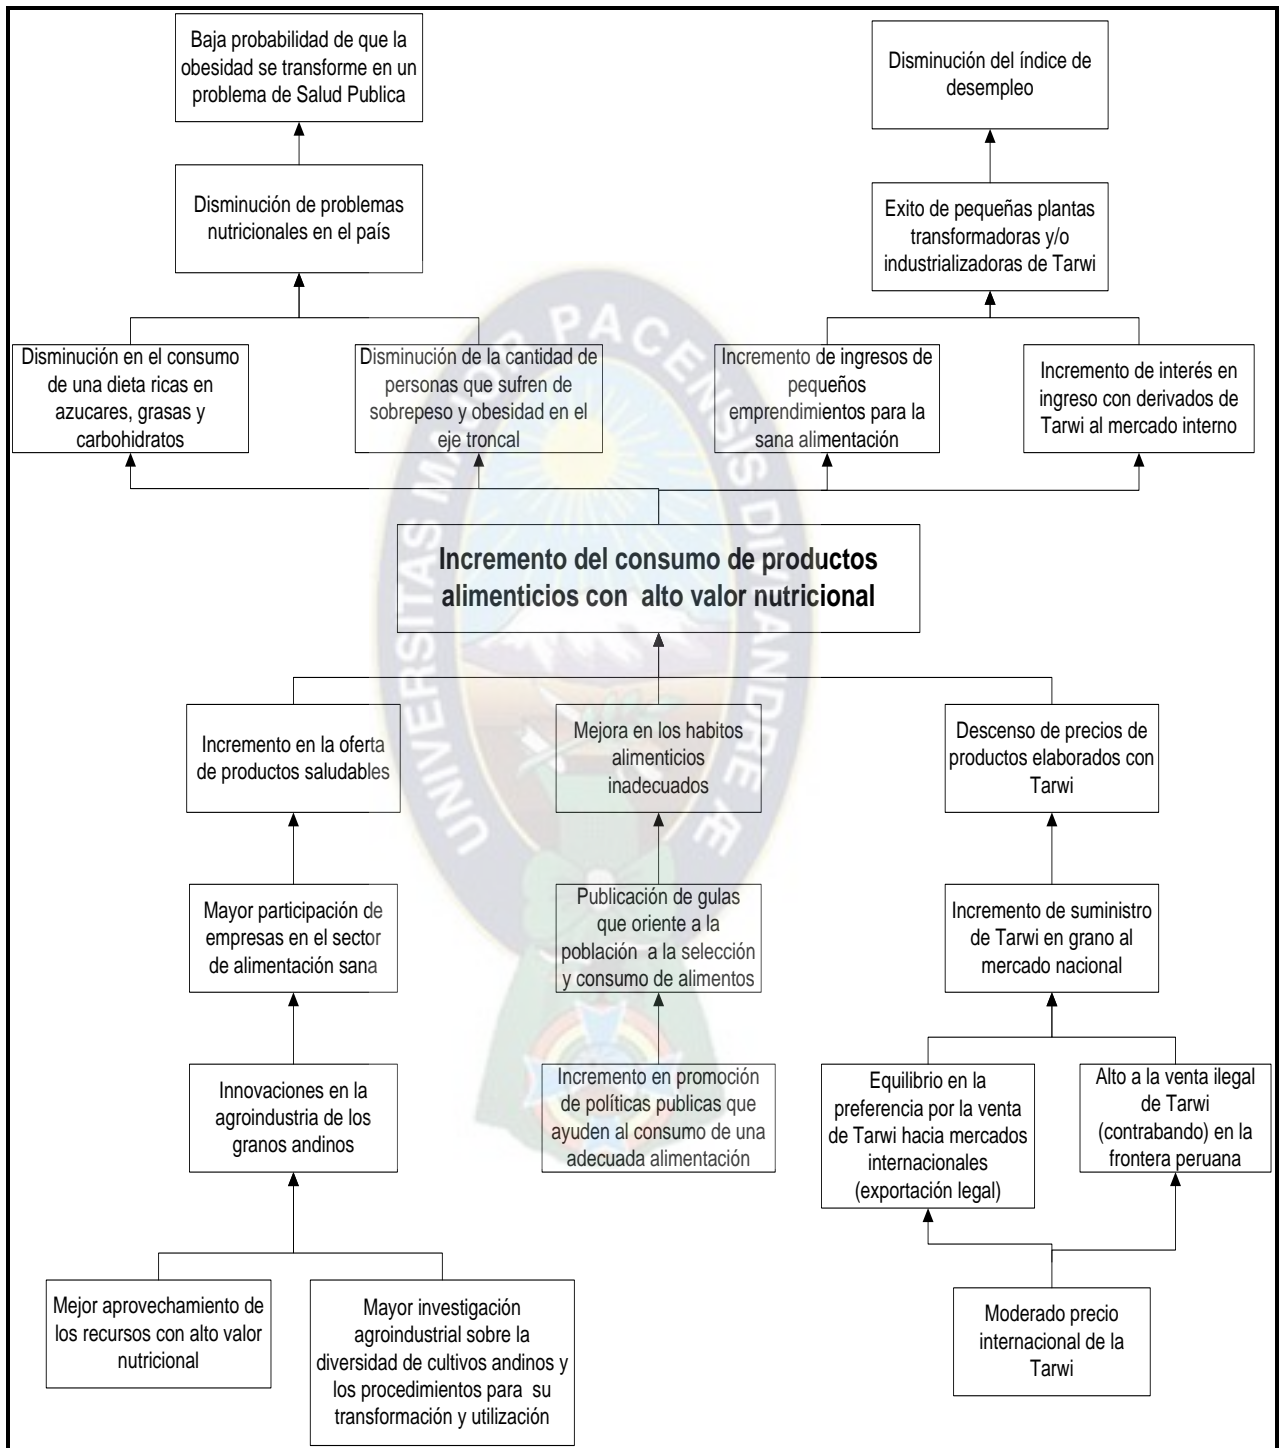 Baja probabilidad de que la
obesidad se transforme en un
problema de Salud Publica
Disminución del índice de
desempleo
Disminución de problemas
nutricionales en el país
Exito de pequeñas plantas
transformadoras y/o
industrializadoras de Tarwi
Disminución en el consumo
de una dieta ricas en
azucares, grasas y
carbohidratos
Disminución de la cantidad de
personas que sufren de
sobrepeso y obesidad en el
eje troncal
Incremento de ingresos de
pequeños
emprendimientos para la
sana alimentación
Incremento de interés en
ingreso con derivados de
Tarwi al mercado interno
Incremento del consumo de productos
alimenticios con alto valor nutricional
Incremento en la oferta
de productos saludables
Mejora en los habitos
alimenticios
inadecuados
Descenso de precios de
productos elaborados con
Tarwi
Mayor participación de
empresas en el sector
de alimentación sana
Publicación de gulas
que oriente a la
población a la selección
y consumo de alimentos
Incremento de suministro
de Tarwi en grano al
mercado nacional
Innovaciones en la
agroindustria de los
granos andinos
Incremento en promoción
de políticas publicas que
ayuden al consumo de una
adecuada alimentación
Equilibrio en la
preferencia por la venta
de Tarwi hacia mercados
internacionales
(exportación legal)
Alto a la venta ilegal
de Tarwi
(contrabando) en la
frontera peruana
Mejor aprovechamiento de
los recursos con alto valor
nutricional
Mayor investigación
agroindustrial sobre la
diversidad de cultivos andinos y
los procedimientos para su
transformación y utilización
Moderado precio
internacional de la
Tarwi
UNIVERSITAS MAJOR PACENSIS DIVI ANDRE Æ